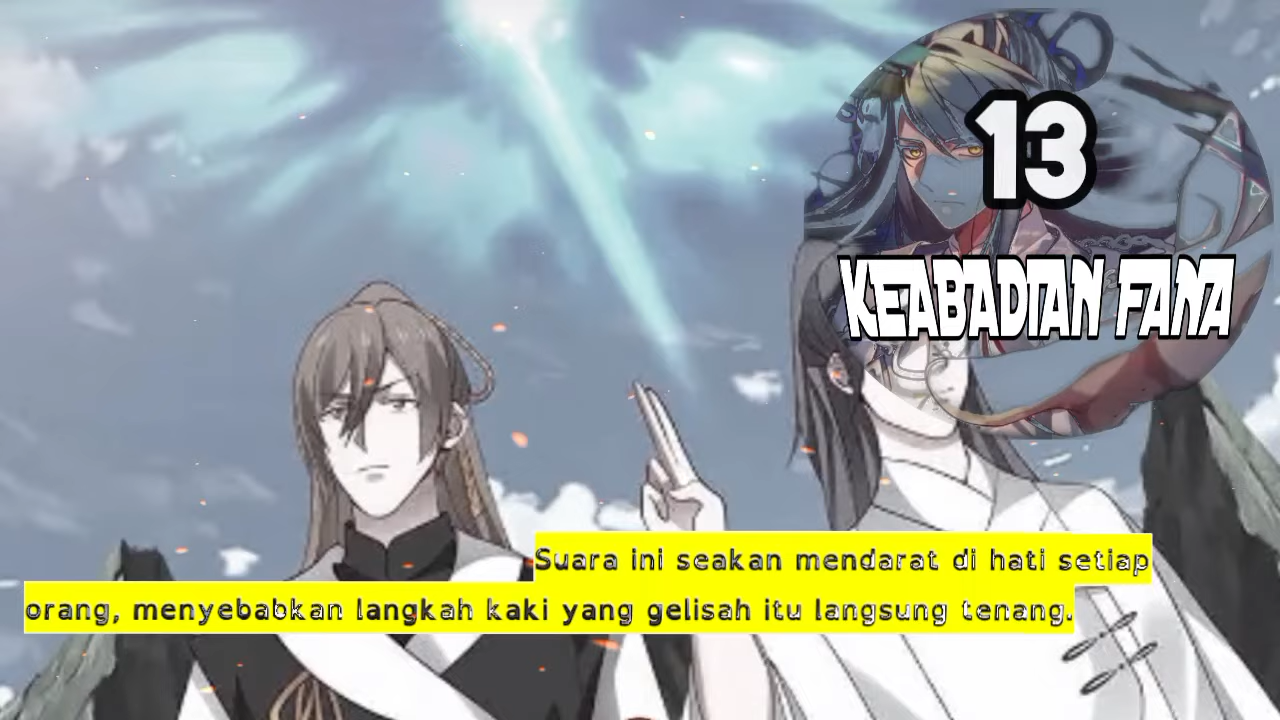 13
KEABADIAN FANA
Suara ini seakan mendarat di hati setiap
orang, menyebabkan langkah kaki yang gelisah itu langsung tenang.